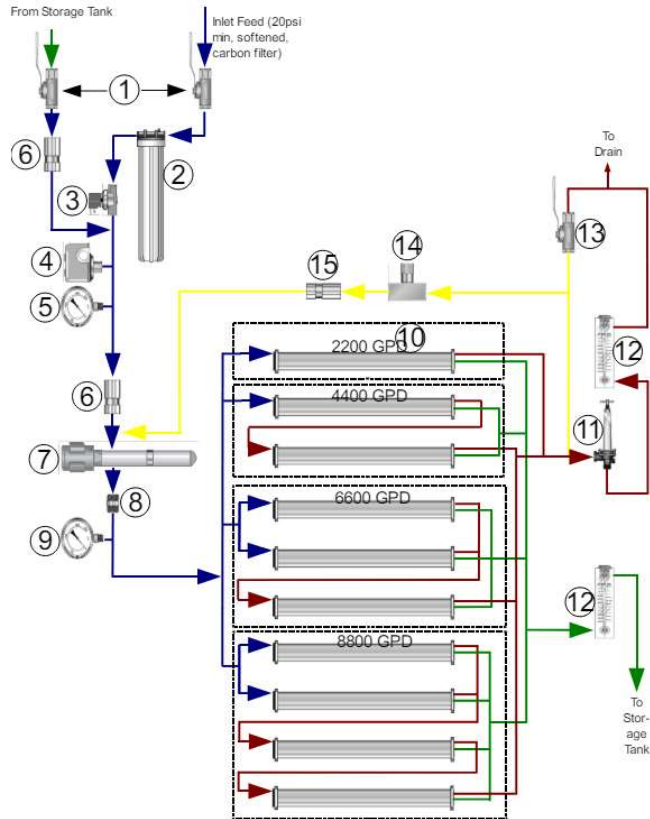 From Storage Tank
Inlet Feed (20psi
min, softened,
carbon filter)
1
6
2
3
4
5
6
7
8
9
To
Drain
13
14
15
10
2200 GPD
4400 GPD
6600 GPD
8800 GPD
12
11
12
To
Stor-
age
Tank